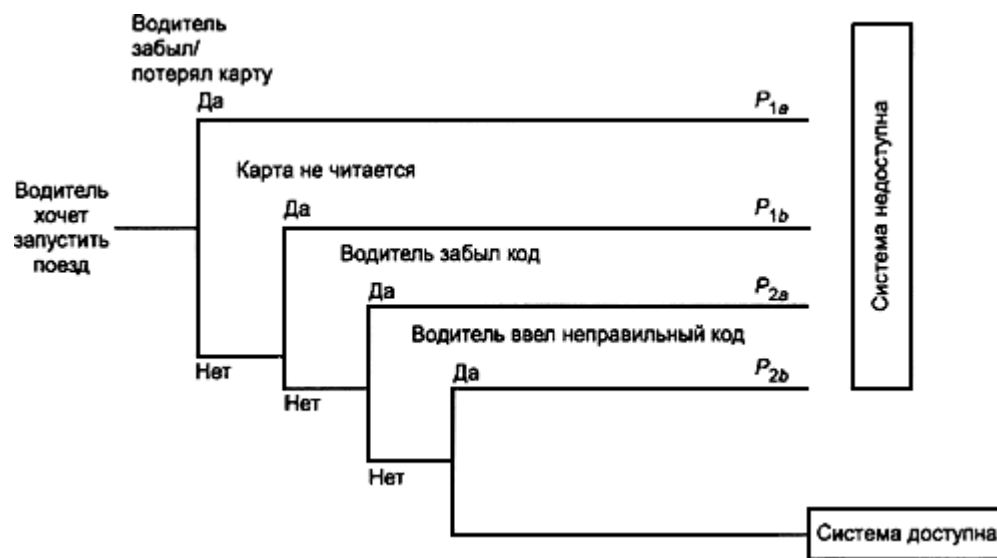 Водитель
забыл/
потерял карту
Да
P1a
Карта не читается
Водитель
хочет
запустить
поезд
Да
P1b
Водитель забыл код
Да
P2a
Водитель ввел неправильный код
Нет
Да
P2b
Нет
Нет
Система недоступна
Система доступна